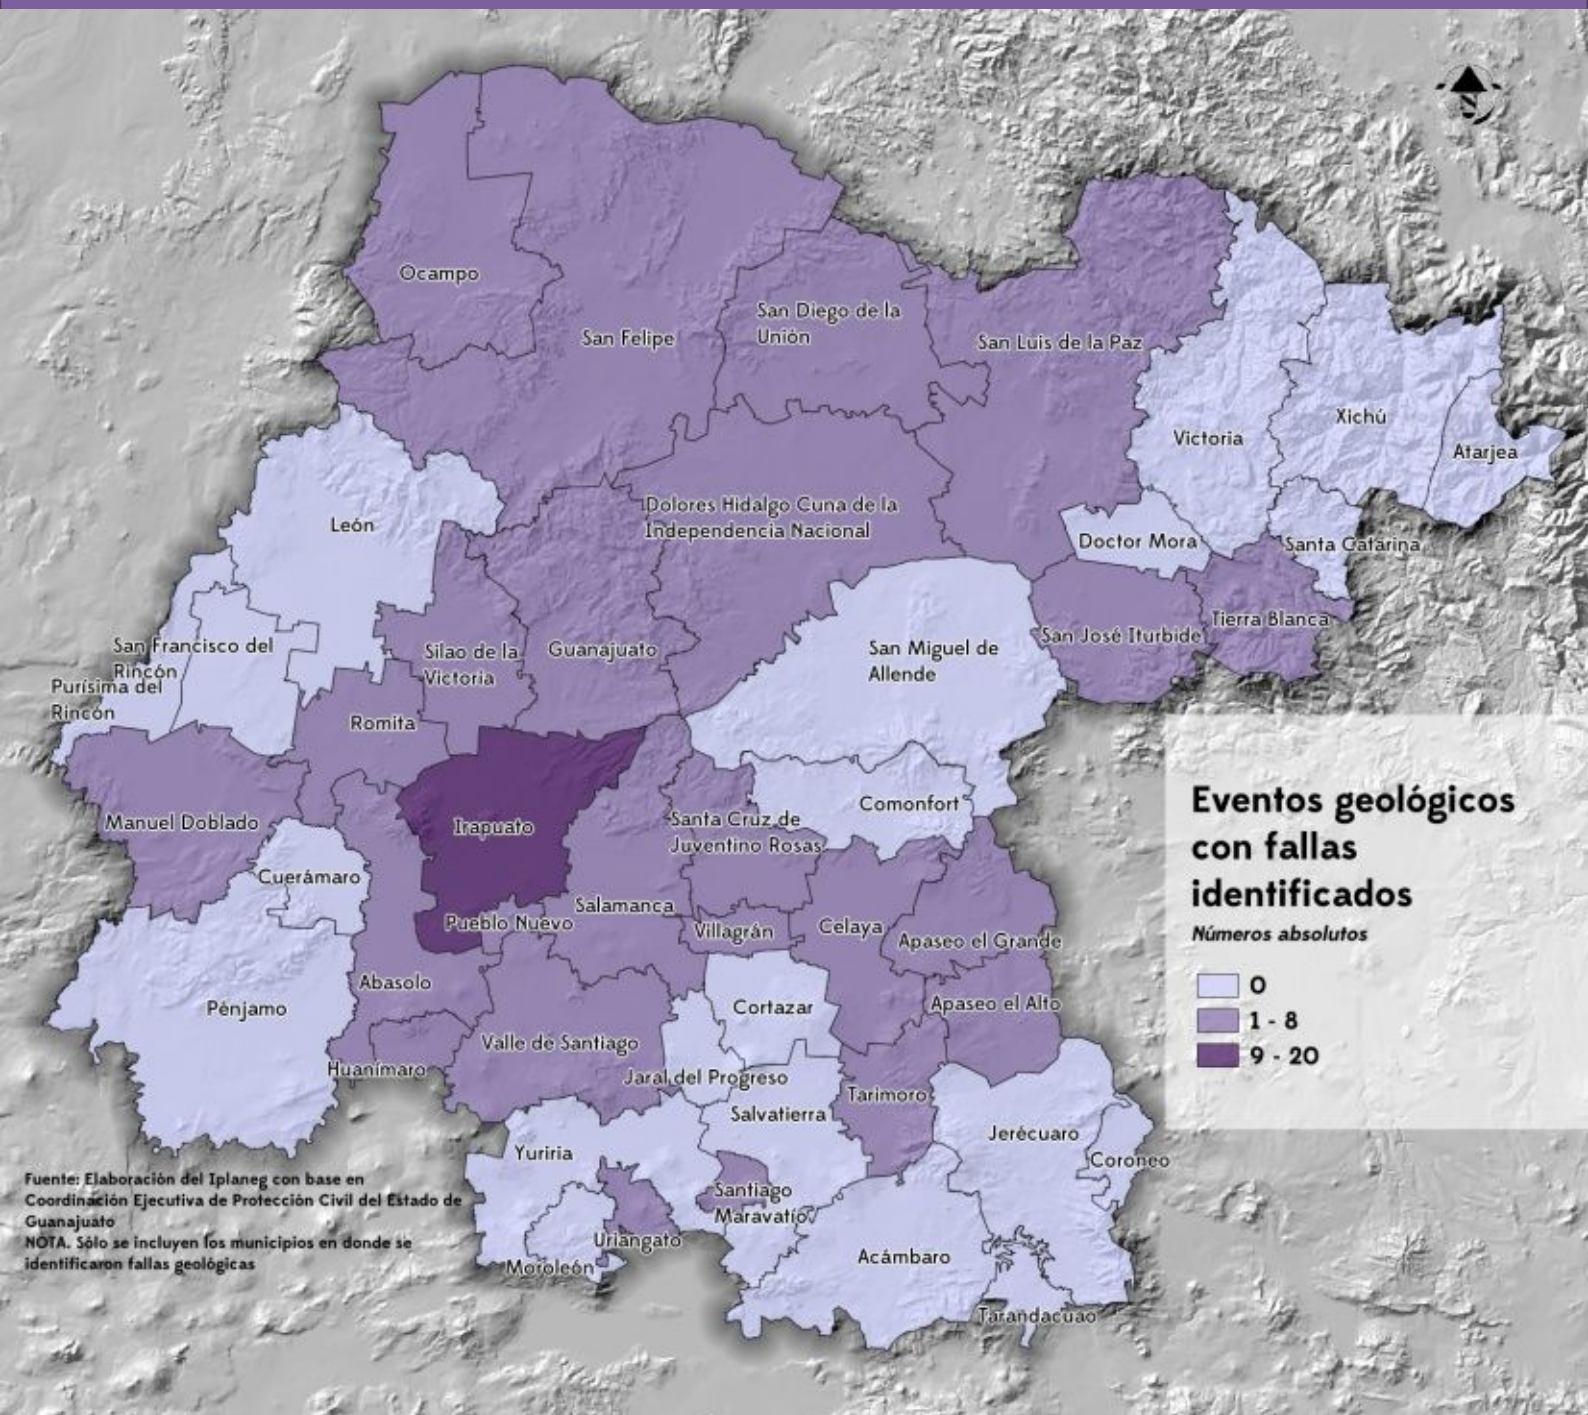 N
Ocampo
San Felipe
San Diego de la
Unión
San Luis de la Paz
Victoria
Xichú
Atarjea
León
Dolores Hidalgo Cuna de la
Independencia Nacional
Doctor Mora
Santa Catarina
Tierra Blanca
San José Iturbide
San Francisco del
Rincón
Purísima del
Rincón
Silao de la
Victoria
Guanajuato
San Miguel de
Allende
Romita
Manuel Doblado
Irapuato
Santa Cruz de
Juventino Rosas
Comonfort
Cuerámaro
Salamanca
Pueblo Nuevo
Villagrán
Celaya
Apaseo el Grande
Abasolo
Pénjamo
Cortazar
Apaseo el Alto
Valle de Santiago
Huanímaro
Jaral del Progreso
Tarimoro
Salvatierra
Jerécuaro
Yuriria
Coroneo
Santiago
Maravatío
Uriangato
Moroleón
Acámbaro
Tarandacuao
Eventos geológicos
con fallas
identificados
Números absolutos
0
1 - 8
9 - 20
Fuente: Elaboración del Iplaneg con base en
Coordinación Ejecutiva de Protección Civil del Estado de
Guanajuato
NOTA. Sólo se incluyen los municipios en donde se
identificaron fallas geológicas